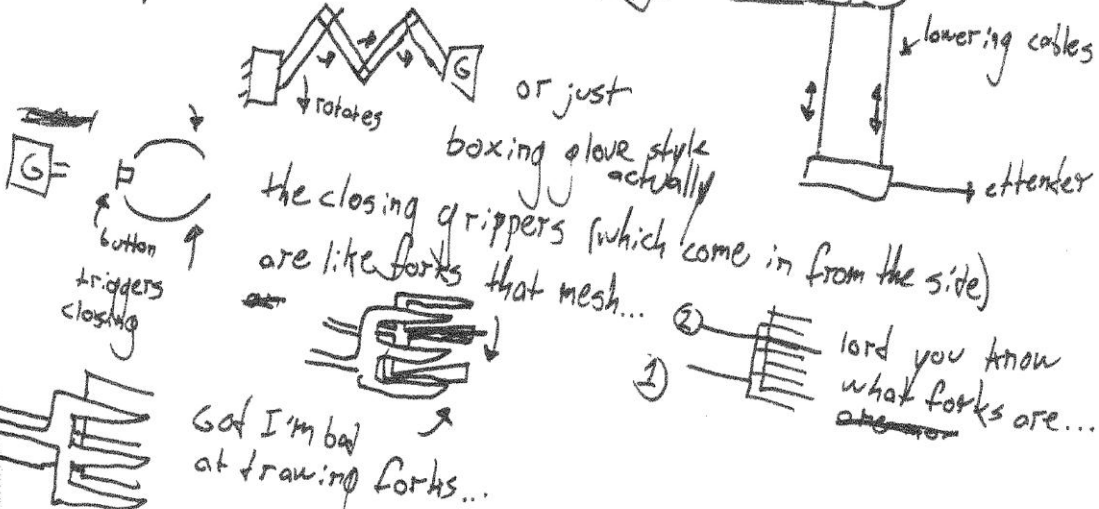 lowering cables
G
rotates
or just
boxing glove style
actually
G
extender
button
triggers
closing
the closing grippers (which come in from the side)
are like forks that mesh...
②
①
lord you know
what forks are...
God I'm bad
at drawing forks...